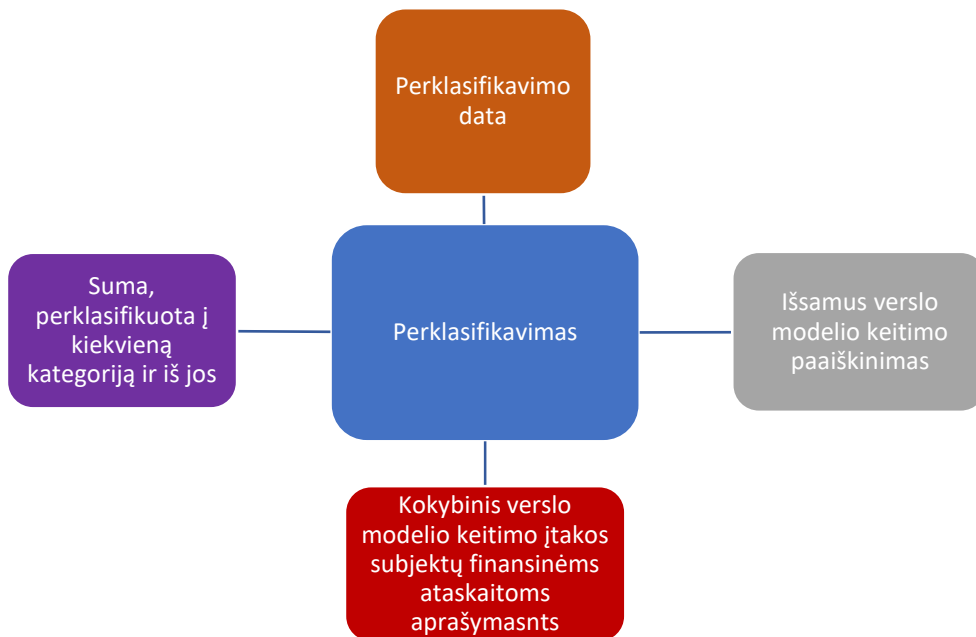 Perklasifikavimo
data
Suma,
perklasifikuota į
kiekvieną
kategoriją ir iš jos
Perklasifikavimas
Išsamus verslo
modelio keitimo
paaiškinimas
Kokybinis verslo
modelio keitimo įtakos
subjektų finansinėms
ataskaitoms
aprašymasnts